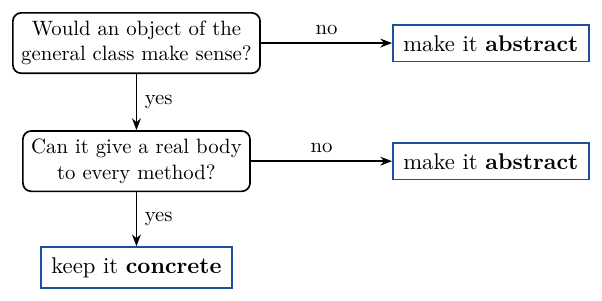 Would an object of the
general class make sense?
no
make it abstract
yes
Can it give a real body
to every method?
no
make it abstract
yes
keep it concrete